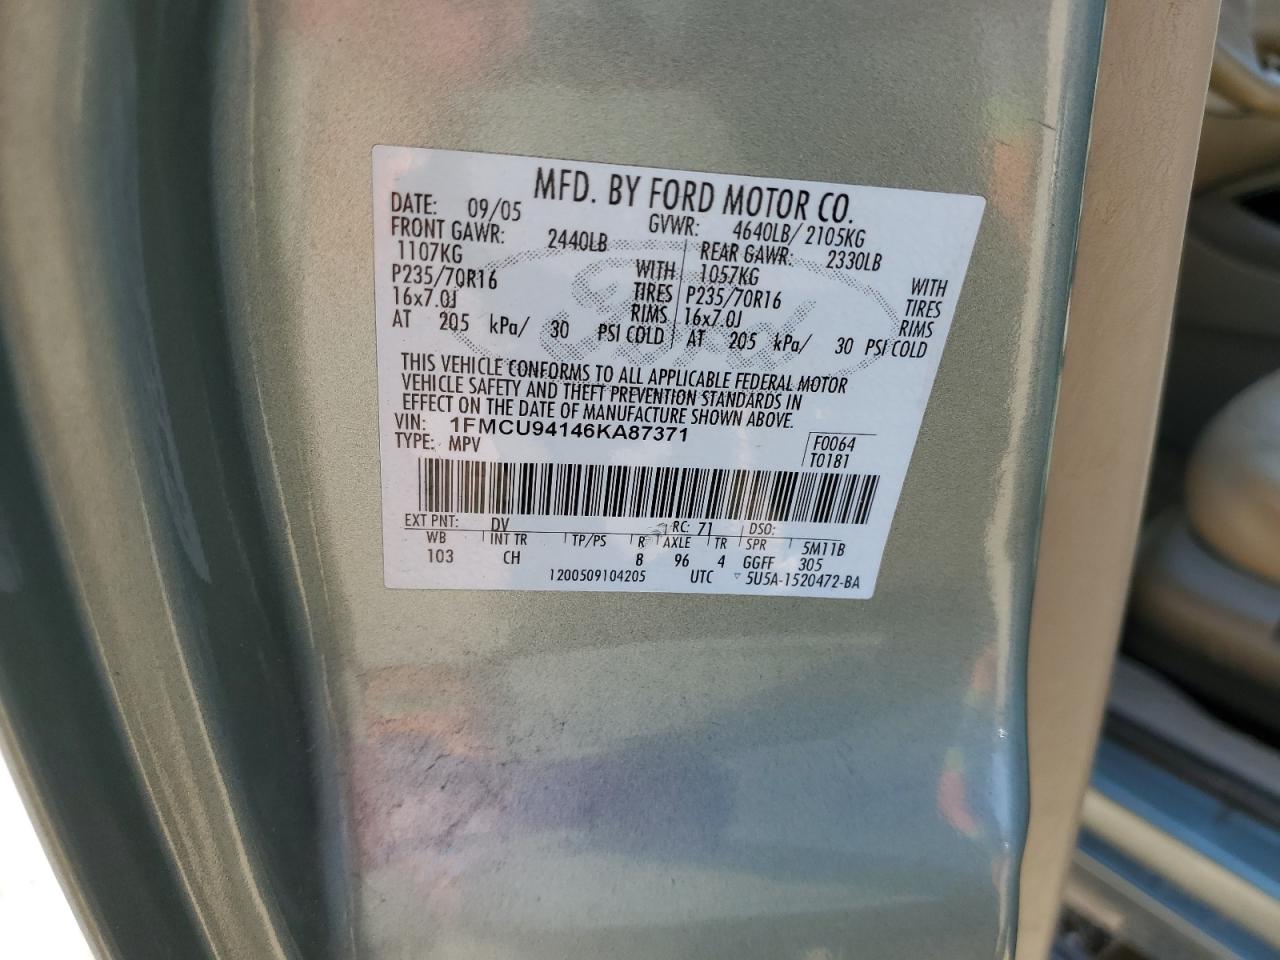 MFD. BY FORD MOTOR CO.
DATE: 09/05 GVWR: 4640LB/ 2105KG
FRONT GAWR: 2440LB REAR GAWR: 2330LB
1107KG WITH 1057KG WITH
P235/70R16 TIRES P235/70R16 TIRES
16x7.0J RIMS 16x7.0J RIMS
AT 205 kPa/ 30 PSI COLD AT 205 kPa/ 30 PSI COLD
Ford
THIS VEHICLE CONFORMS TO ALL APPLICABLE FEDERAL MOTOR
VEHICLE SAFETY AND THEFT PREVENTION STANDARDS IN
EFFECT ON THE DATE OF MANUFACTURE SHOWN ABOVE.
VIN: 1FMCU94146KA87371
TYPE: MPV
F0064
T0181
EXT PNT: DV RC: 71 DSO:
WB INT TR TP/PS R AXLE TR SPR 5M11B
103 CH 8 96 4 GGFF 305
1200509104205 UTC 5U5A-1520472-BA